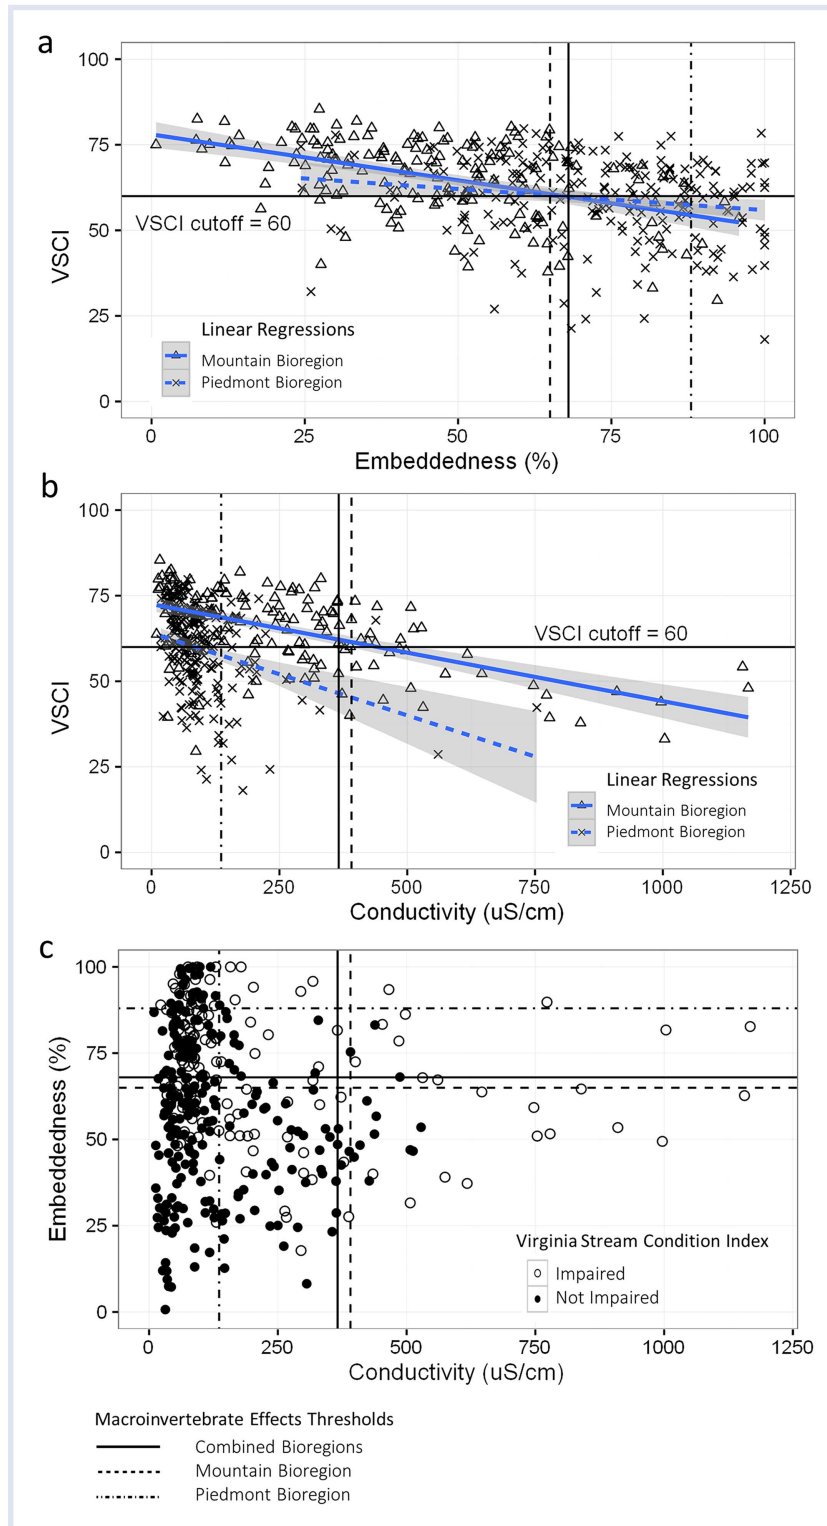 a
100
75
50
25
0
VSCI
VSCI cutoff = 60
Linear Regressions
Mountain Bioregion
Piedmont Bioregion
0 25 50 75 100
Embeddedness (%)
b
100
75
50
25
0
VSCI
VSCI cutoff = 60
Linear Regressions
Mountain Bioregion
Piedmont Bioregion
0 250 500 750 1000 1250
Conductivity (uS/cm)
c
100
75
50
25
0
Embeddedness (%)
Virginia Stream Condition Index
Impaired
Not Impaired
0 250 500 750 1000 1250
Conductivity (uS/cm)
Macroinvertebrate Effects Thresholds
Combined Bioregions
Mountain Bioregion
Piedmont Bioregion